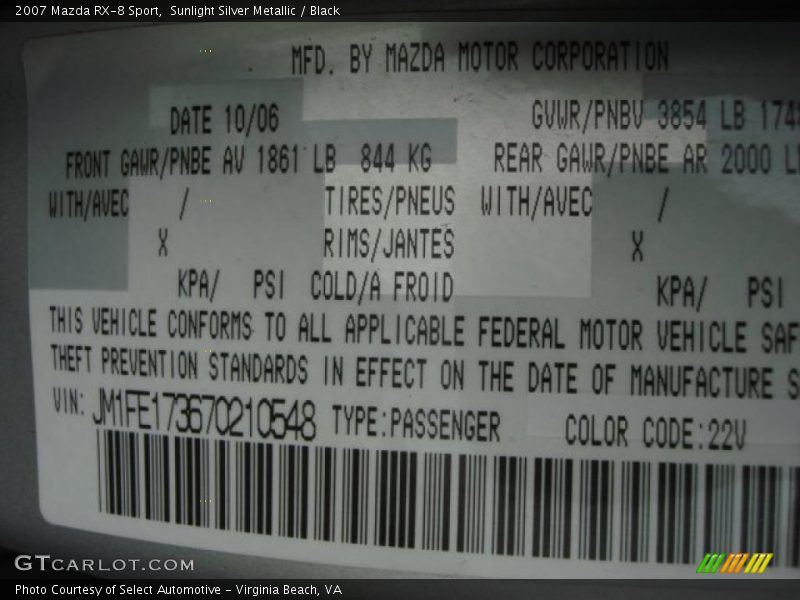 2007 Mazda RX-8 Sport,  Sunlight Silver Metallic / Black
MFD. BY MAZDA MOTOR CORPORATION
DATE 10/06 GVWR/PNBV 3854 LB 174
FRONT GAWR/PNBE AV 1861 LB 844 KG REAR GAWR/PNBE AR 2000 L
WITH/AVEC / TIRES/PNEUS WITH/AVEC /
X RIMS/JANTES X
KPA/ PSI COLD/A FROID KPA/ PSI
THIS VEHICLE CONFORMS TO ALL APPLICABLE FEDERAL MOTOR VEHICLE SAF
THEFT PREVENTION STANDARDS IN EFFECT ON THE DATE OF MANUFACTURE S
VIN: JM1FE173670210548 TYPE:PASSENGER COLOR CODE:22V
GTCARLOT.COM
Photo Courtesy of Select Automotive - Virginia Beach, VA